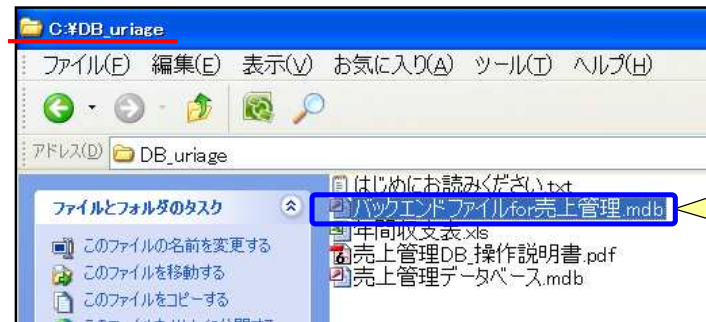 C:¥DB_uriage
ファイル(F) 編集(E) 表示(V) お気に入り(A) ツール(T) ヘルプ(H)
アドレス(D) DB_uriage
はじめにお読みください.txt
バックエンドファイルfor売上管理.mdb
年間収支表.xls
売上管理DB_操作説明書.pdf
売上管理データベース.mdb
ファイルとフォルダのタスク
このファイルの名前を変更する
このファイルを移動する
このファイルをコピーする